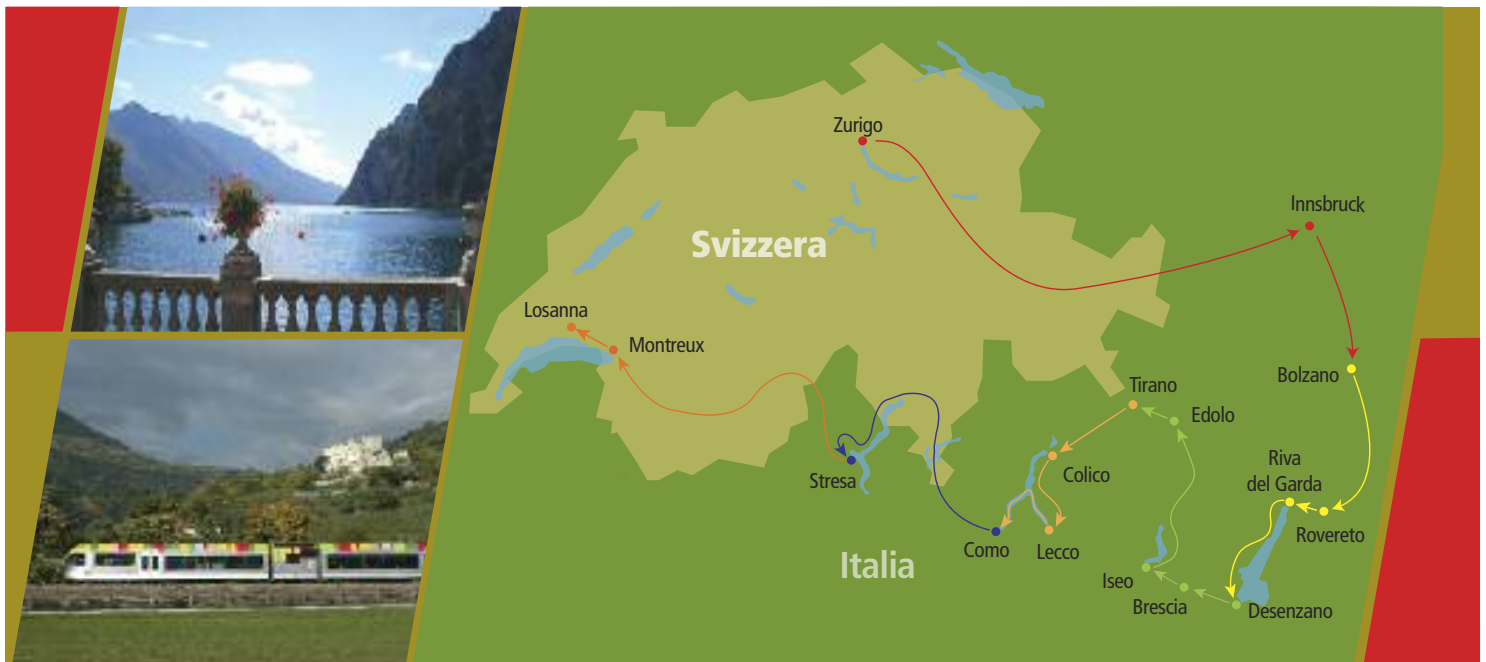 Zurigo
Innsbruck
Svizzera
Losanna
Montreux
Bolzano
Tirano
Edolo
Riva
del Garda
Colico
Stresa
Rovereto
Como
Lecco
Italia
Iseo
Brescia
Desenzano